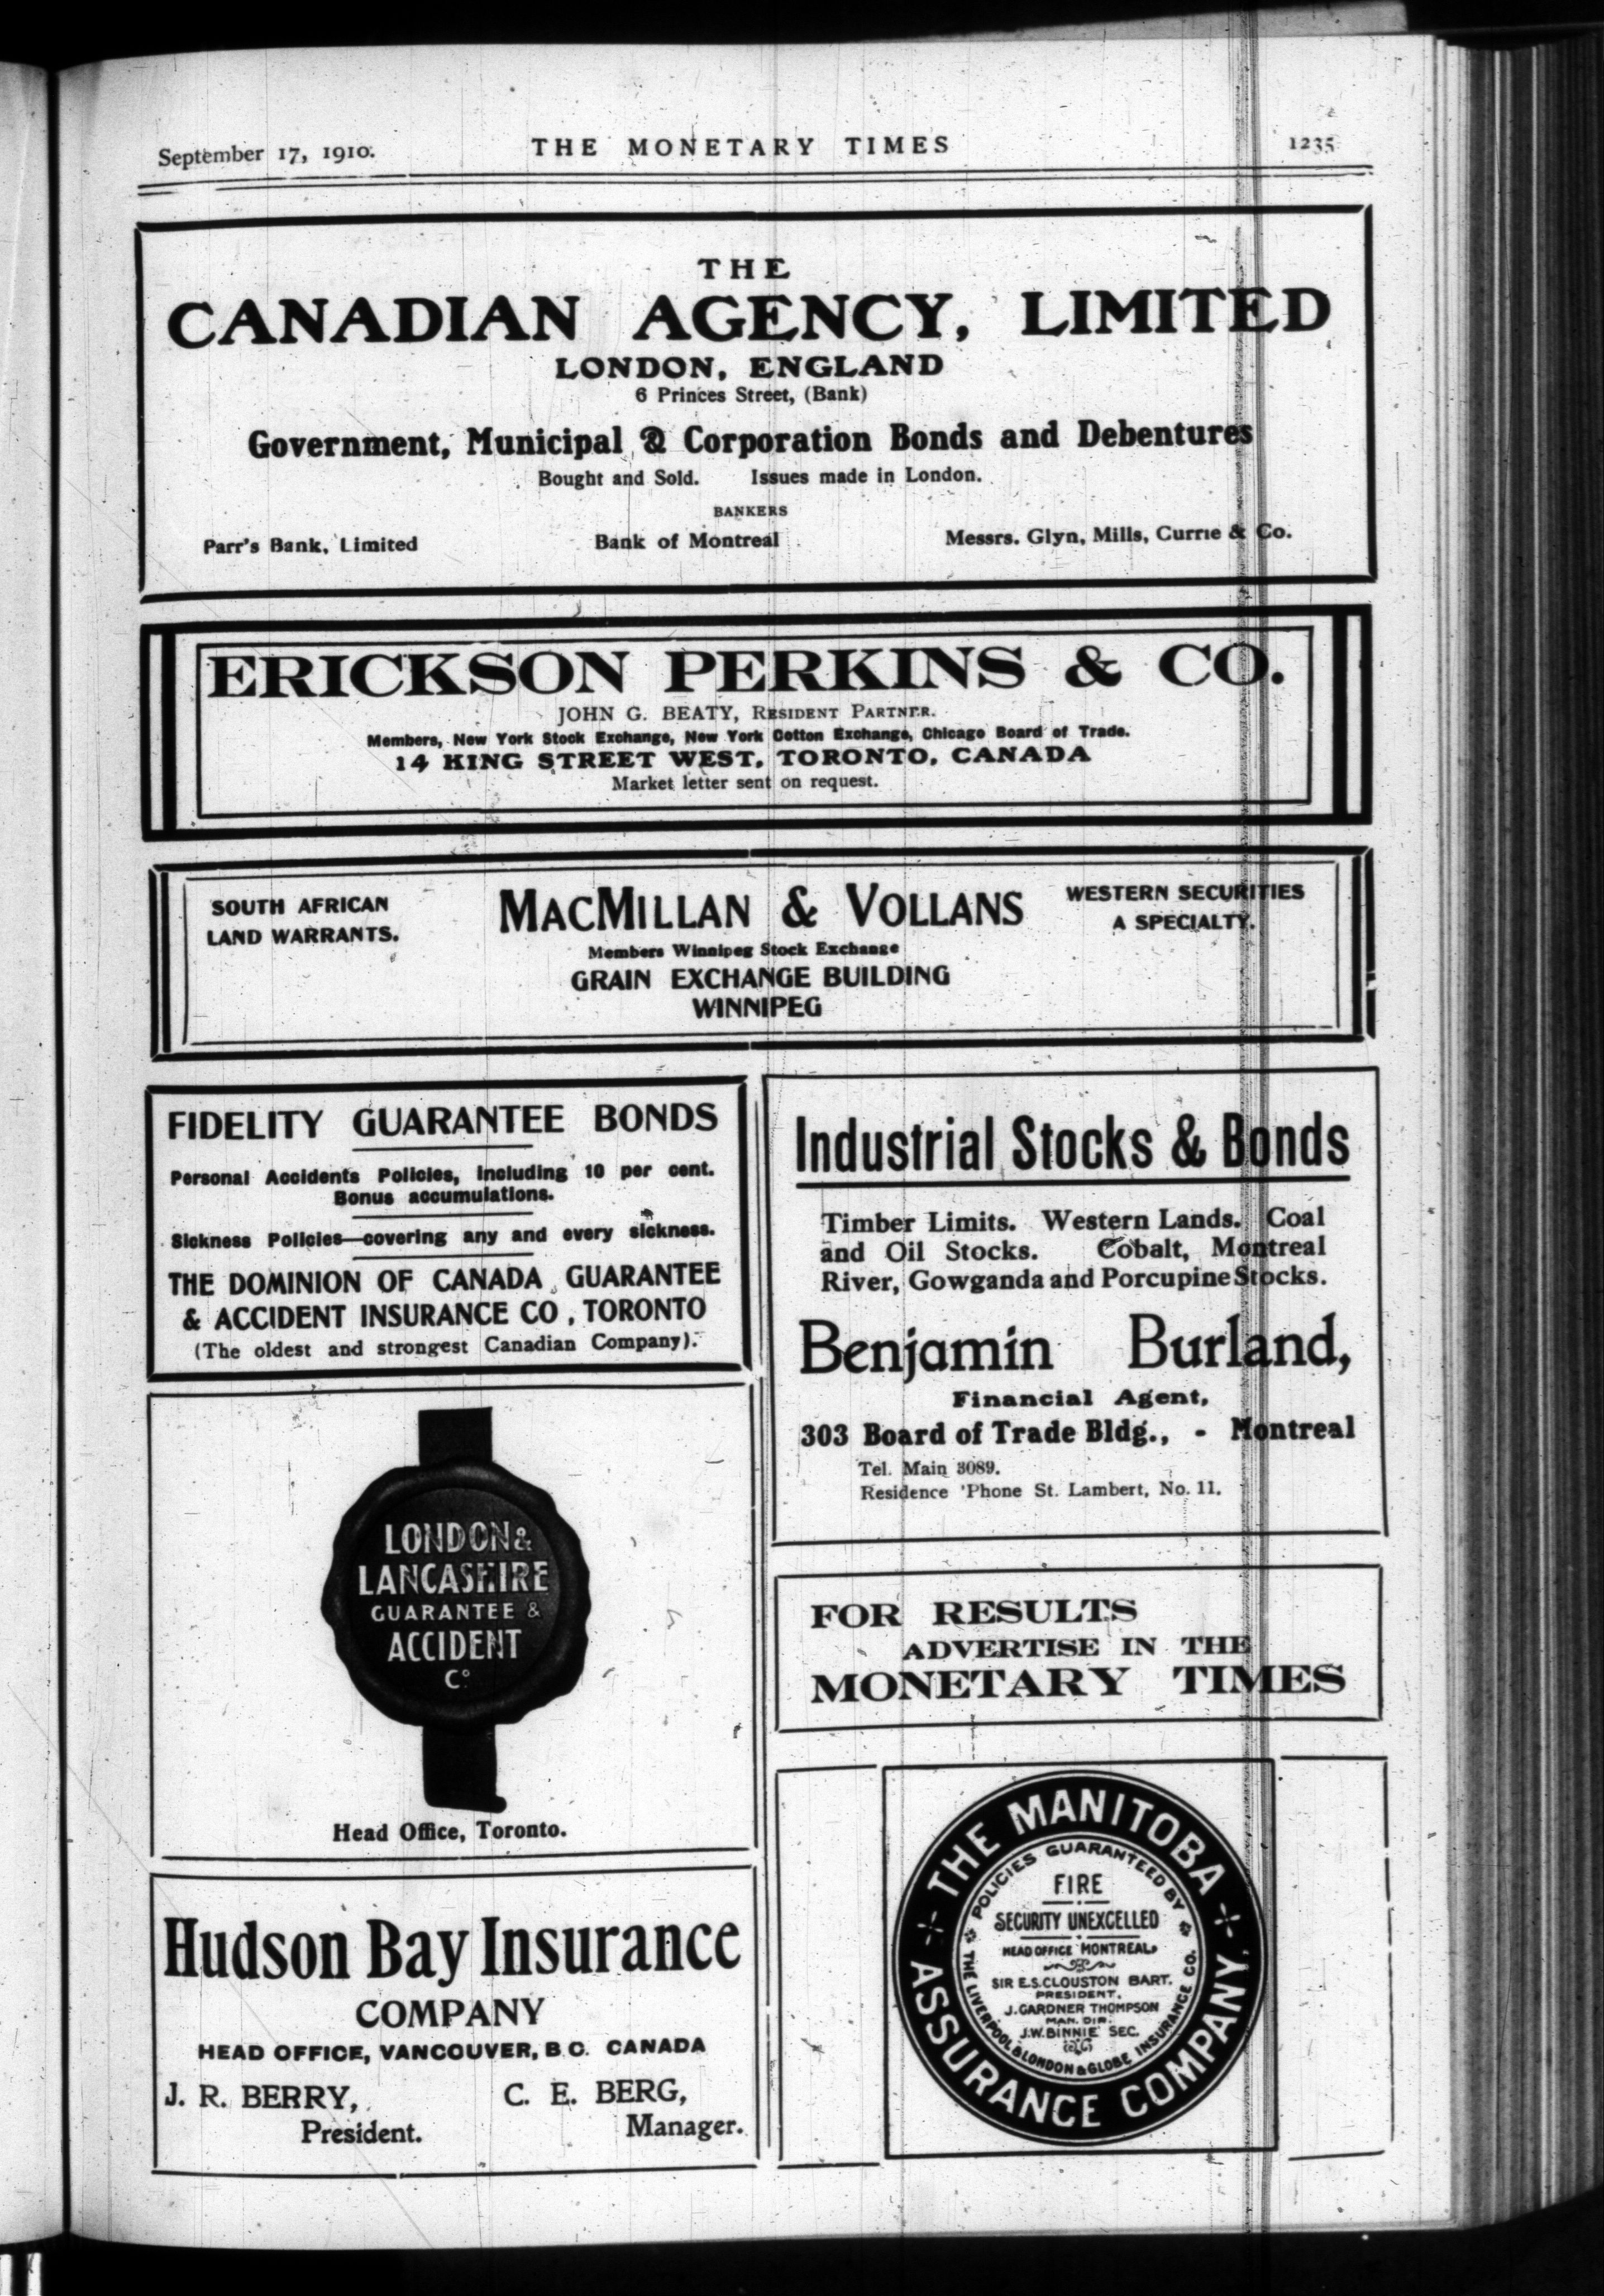 September 17, 1910.
THE MONETARY TIMES
1235
THE
CANADIAN AGENCY, LIMITED
LONDON, ENGLAND
6 Princes Street, (Bank)
Government, Municipal & Corporation Bonds and Debentures
Bought and Sold. Issues made in London.
BANKERS
Parr's Bank, Limited Bank of Montreal Messrs. Glyn, Mills, Currie & Co.
ERICKSON PERKINS & CO.
JOHN G. BEATY, RESIDENT PARTNER.
Members, New York Stock Exchange, New York Cotton Exchange, Chicago Board of Trade.
14 KING STREET WEST, TORONTO, CANADA
Market letter sent on request.
SOUTH AFRICAN
LAND WARRANTS.
MACMILLAN & VOLLANS
Members Winnipeg Stock Exchange
GRAIN EXCHANGE BUILDING
WINNIPEG
WESTERN SECURITIES
A SPECIALTY.
FIDELITY GUARANTEE BONDS
Personal Accidents Policies, including 10 per cent.
Bonus accumulations.
Sickness Policies—covering any and every sickness.
THE DOMINION OF CANADA GUARANTEE
& ACCIDENT INSURANCE CO, TORONTO
(The oldest and strongest Canadian Company).
LONDON &
LANCASHIRE
GUARANTEE &
ACCIDENT
Co
Head Office, Toronto.
Hudson Bay Insurance
COMPANY
HEAD OFFICE, VANCOUVER, B.C. CANADA
J. R. BERRY, C. E. BERG,
President. Manager.
Industrial Stocks & Bonds
Timber Limits. Western Lands. Coal
and Oil Stocks. Cobalt, Montreal
River, Gowganda and Porcupine Stocks.
Benjamin Burland,
Financial Agent,
303 Board of Trade Bldg., - Montreal
Tel. Main 3089.
Residence 'Phone St. Lambert, No. 11.
FOR RESULTS
ADVERTISE IN THE
MONETARY TIMES
THE MANITOBA
ASSURANCE COMPANY,
POLICIES GUARANTEED BY
THE LIVERPOOL & LONDON & GLOBE INSURANCE CO.
FIRE
SECURITY UNEXCELLED
HEAD OFFICE MONTREAL,
SIR E.S. CLOUSTON BART.
PRESIDENT.
J. GARDNER THOMPSON
MAN. DIR.
J.W. BINNIE SEC.